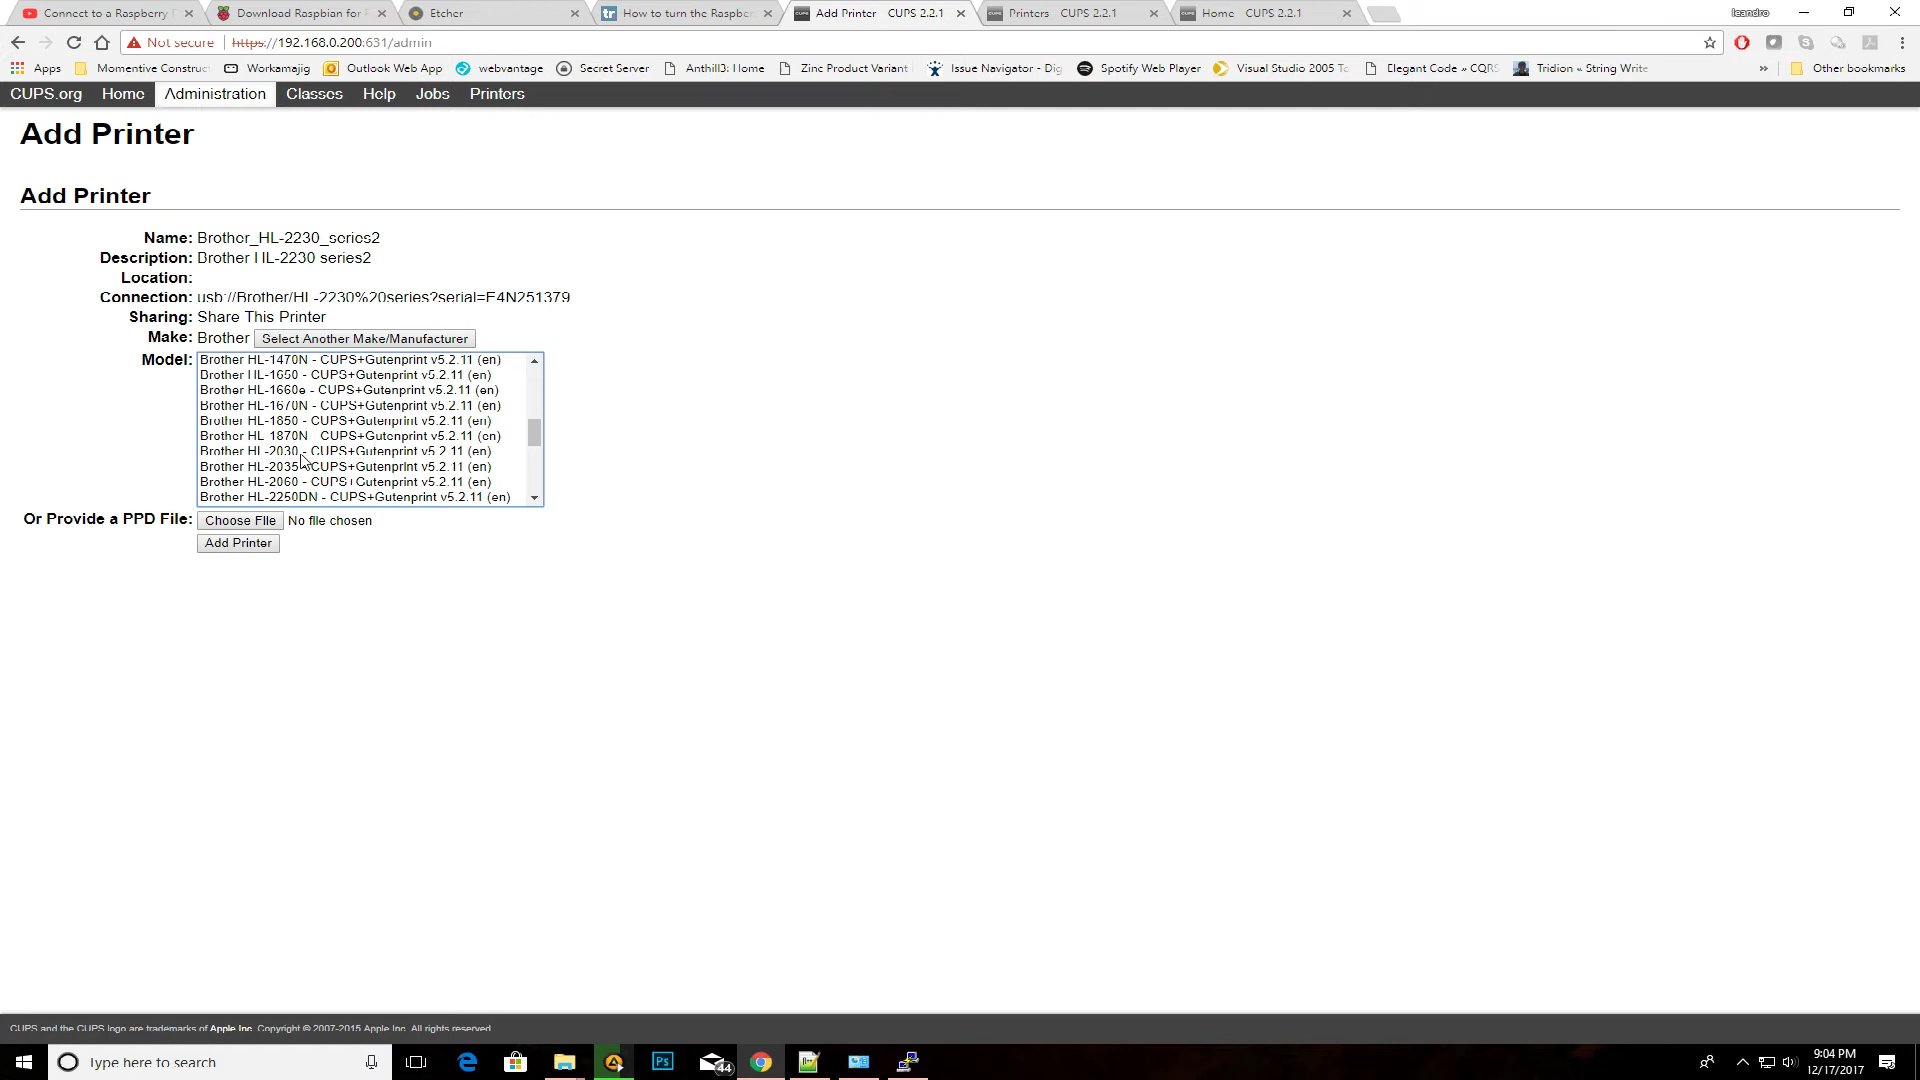 Connect to a Raspberry P
Download Raspbian for R
Etcher
How to turn the Raspber
Add Printer CUPS 2.2.1
Printers CUPS 2.2.1
Home CUPS 2.2.1
leandro
Not secure https://192.168.0.200:631/admin
Apps Momentive Construc Workamajig Outlook Web App webvantage Secret Server Anthill3: Home Zinc Product Variant Issue Navigator - Dig Spotify Web Player Visual Studio 2005 To Elegant Code » CQRS Tridion « String Write » Other bookmarks
CUPS.org Home Administration Classes Help Jobs Printers
Add Printer
Add Printer
Name: Brother_HL-2230_series2
Description: Brother HL-2230 series2
Location:
Connection: usb://Brother/HL-2230%20series?serial=E4N251379
Sharing: Share This Printer
Make: Brother Select Another Make/Manufacturer
Model: Brother HL-1470N - CUPS+Gutenprint v5.2.11 (en)
Brother HL-1650 - CUPS+Gutenprint v5.2.11 (en)
Brother HL-1660e - CUPS+Gutenprint v5.2.11 (en)
Brother HL-1670N - CUPS+Gutenprint v5.2.11 (en)
Brother HL-1850 - CUPS+Gutenprint v5.2.11 (en)
Brother HL-1870N - CUPS+Gutenprint v5.2.11 (en)
Brother HL-2030 - CUPS+Gutenprint v5.2.11 (en)
Brother HL-2035 - CUPS+Gutenprint v5.2.11 (en)
Brother HL-2060 - CUPS+Gutenprint v5.2.11 (en)
Brother HL-2250DN - CUPS+Gutenprint v5.2.11 (en)
Or Provide a PPD File: Choose File No file chosen
Add Printer
CUPS and the CUPS logo are trademarks of Apple Inc. Copyright © 2007-2015 Apple Inc. All rights reserved.
Type here to search
Ps
44
9:04 PM
12/17/2017